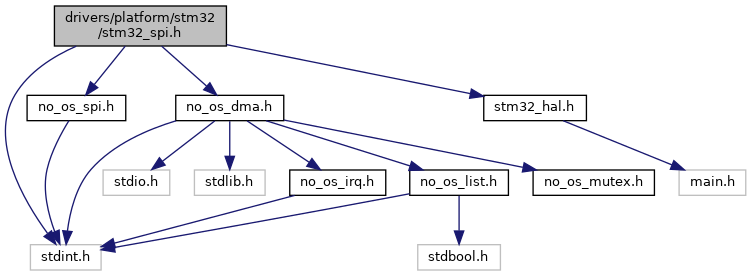 drivers/platform/stm32
/stm32_spi.h
no_os_spi.h
no_os_dma.h
stm32_hal.h
stdio.h
stdlib.h
no_os_irq.h
no_os_list.h
no_os_mutex.h
main.h
stdint.h
stdbool.h